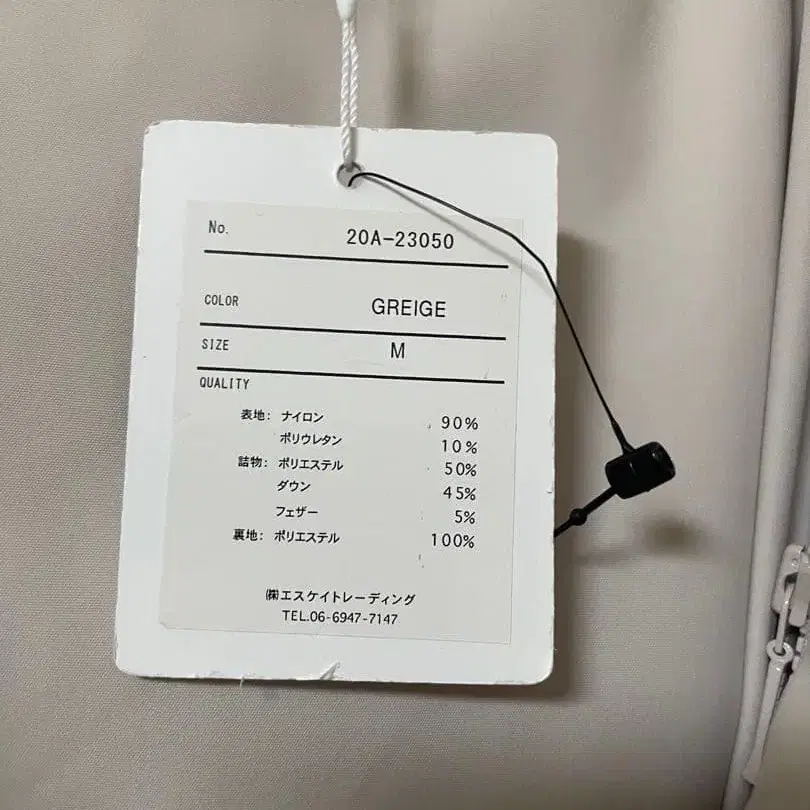 No. 20A-23050
COLOR GREIGE
SIZE M
QUALITY
表地: ナイロン 90%
ポリウレタン 10%
詰物: ポリエステル 50%
ダウン 45%
フェザー 5%
裏地: ポリエステル 100%
㈱エスケイトレーディング
TEL.06-6947-7147